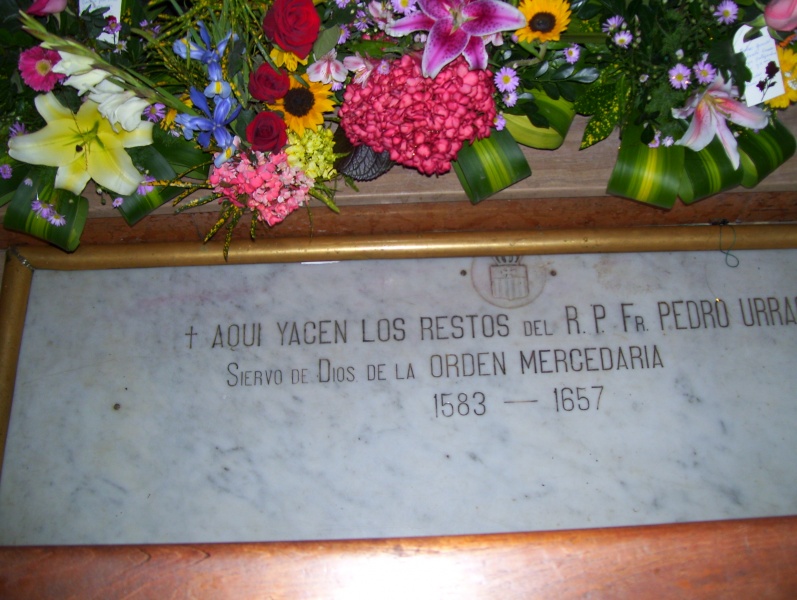 † AQUI YACEN LOS RESTOS DEL R. P. FR. PEDRO URRA
SIERVO DE DIOS DE LA ORDEN MERCEDARIA
1583 — 1657